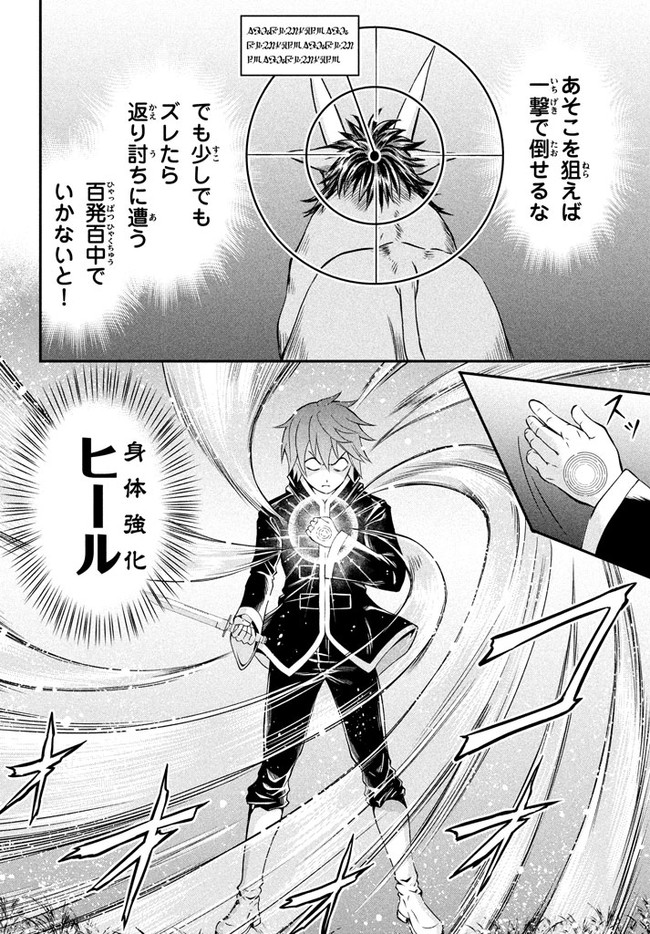 あそこを狙えば
一撃で倒せるな
でも少しでも
ズレたら
返り討ちに遭う
百発百中で
いかないと！
スッ
身体強化
ヒール
コオオオオ